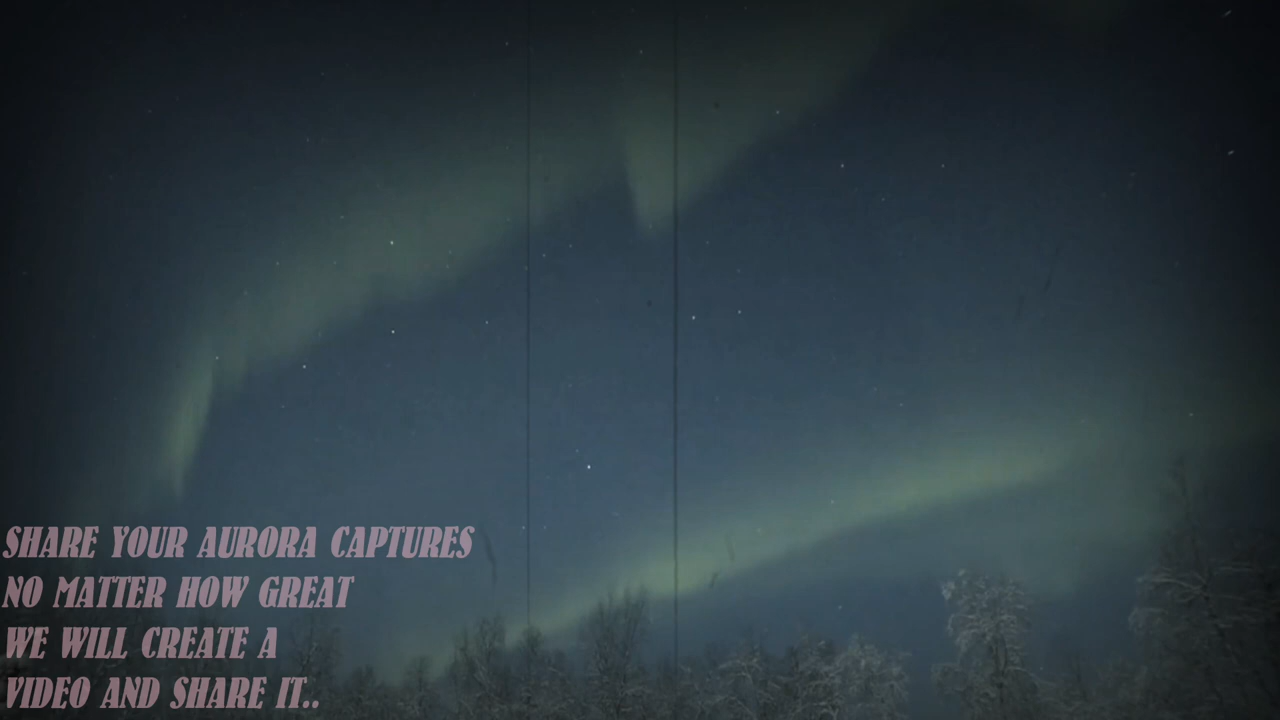 SHARE YOUR AURORA CAPTURES
NO MATTER HOW GREAT
WE WILL CREATE A
VIDEO AND SHARE IT..